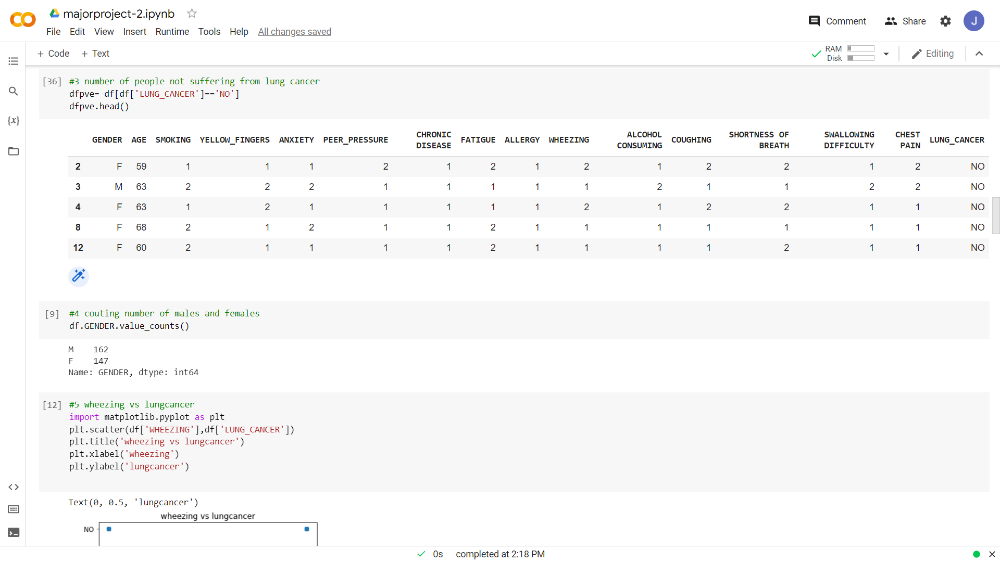 majorproject-2.ipynb
File Edit View Insert Runtime Tools Help All changes saved
Comment Share J
+ Code + Text
RAM
Disk
Editing
[36] #3 number of people not suffering from lung cancer
dfpve= df[df['LUNG_CANCER']=='NO']
dfpve.head()
{x}
GENDER AGE SMOKING YELLOW_FINGERS ANXIETY PEER_PRESSURE CHRONIC DISEASE FATIGUE ALLERGY WHEEZING ALCOHOL CONSUMING COUGHING SHORTNESS OF BREATH SWALLOWING DIFFICULTY CHEST PAIN LUNG_CANCER
2 F 59 1 1 1 2 1 2 1 2 1 2 2 1 2 NO
3 M 63 2 2 2 1 1 1 1 1 2 1 1 2 2 NO
4 F 63 1 2 1 1 1 1 1 2 1 2 2 1 1 NO
8 F 68 2 1 2 1 1 2 1 1 1 1 1 1 1 NO
12 F 60 2 1 1 1 1 2 1 1 1 1 2 1 1 NO
[9] #4 couting number of males and females
df.GENDER.value_counts()
M 162
F 147
Name: GENDER, dtype: int64
[12] #5 wheezing vs lungcancer
import matplotlib.pyplot as plt
plt.scatter(df['WHEEZING'],df['LUNG_CANCER'])
plt.title('wheezing vs lungcancer')
plt.xlabel('wheezing')
plt.ylabel('lungcancer')
Text(0, 0.5, 'lungcancer')
wheezing vs lungcancer
NO
0s completed at 2:18 PM